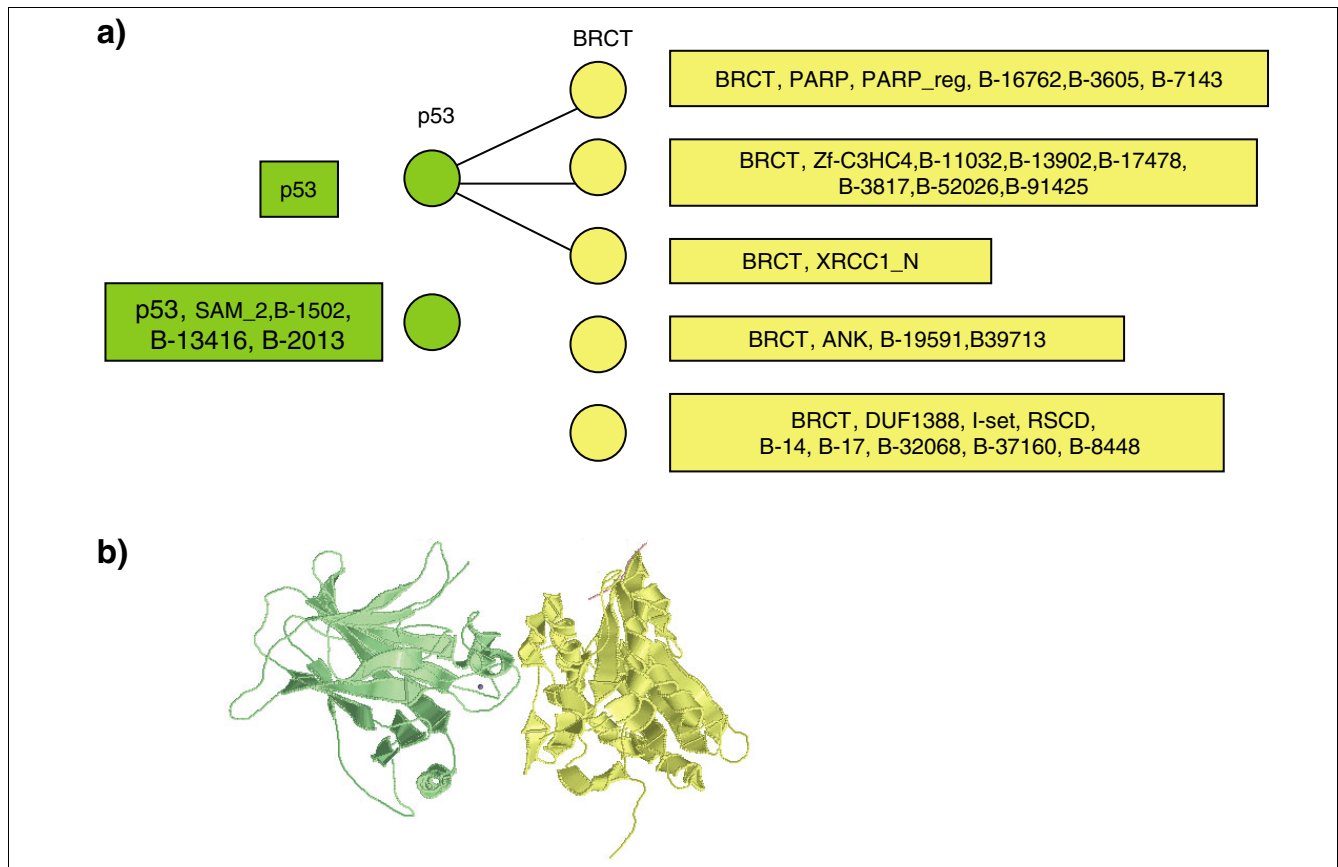 a)
BRCT
BRCT, PARP, PARP_reg, B-16762,B-3605, B-7143
p53
BRCT, Zf-C3HC4,B-11032,B-13902,B-17478,
B-3817,B-52026,B-91425
p53
BRCT, XRCC1_N
p53, SAM_2,B-1502,
B-13416, B-2013
BRCT, ANK, B-19591,B39713
BRCT, DUF1388, I-set, RSCD,
B-14, B-17, B-32068, B-37160, B-8448
b)